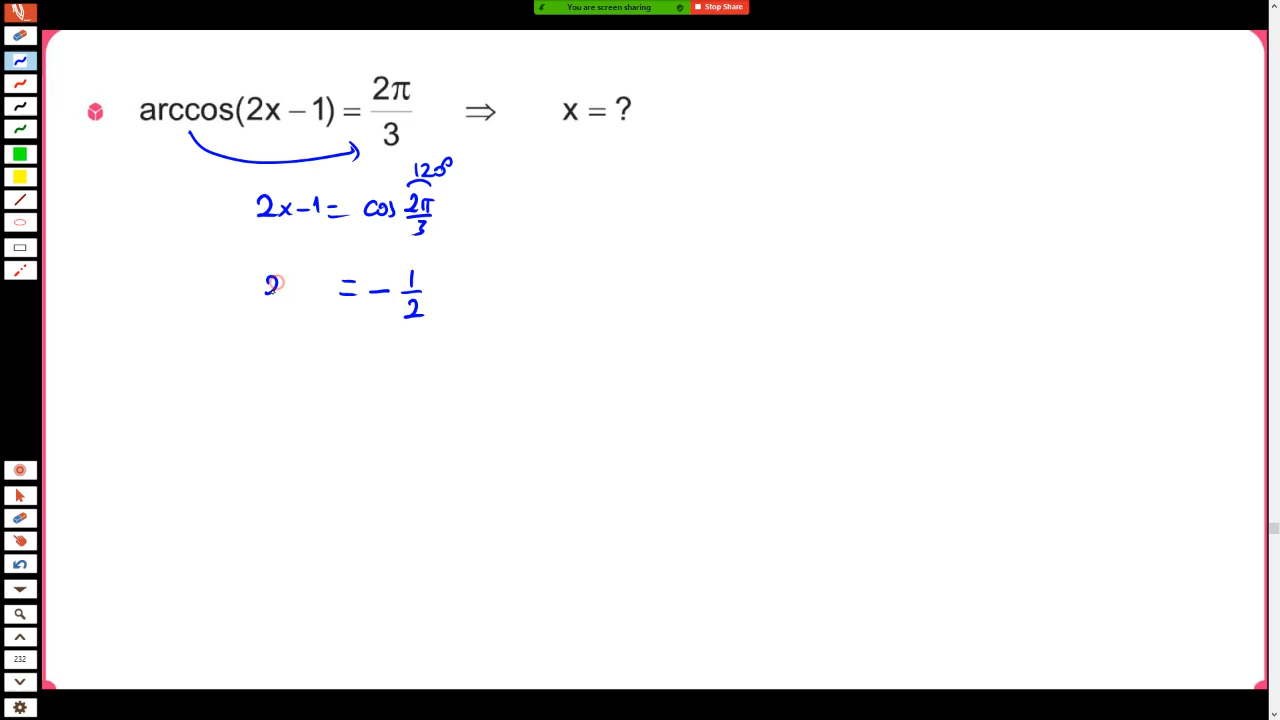 You are screen sharing Stop Share
arccos(2x – 1) = 2π/3 ⇒ x = ?
120°
2x – 1 = cos 2π/3
2 = – 1/2
232